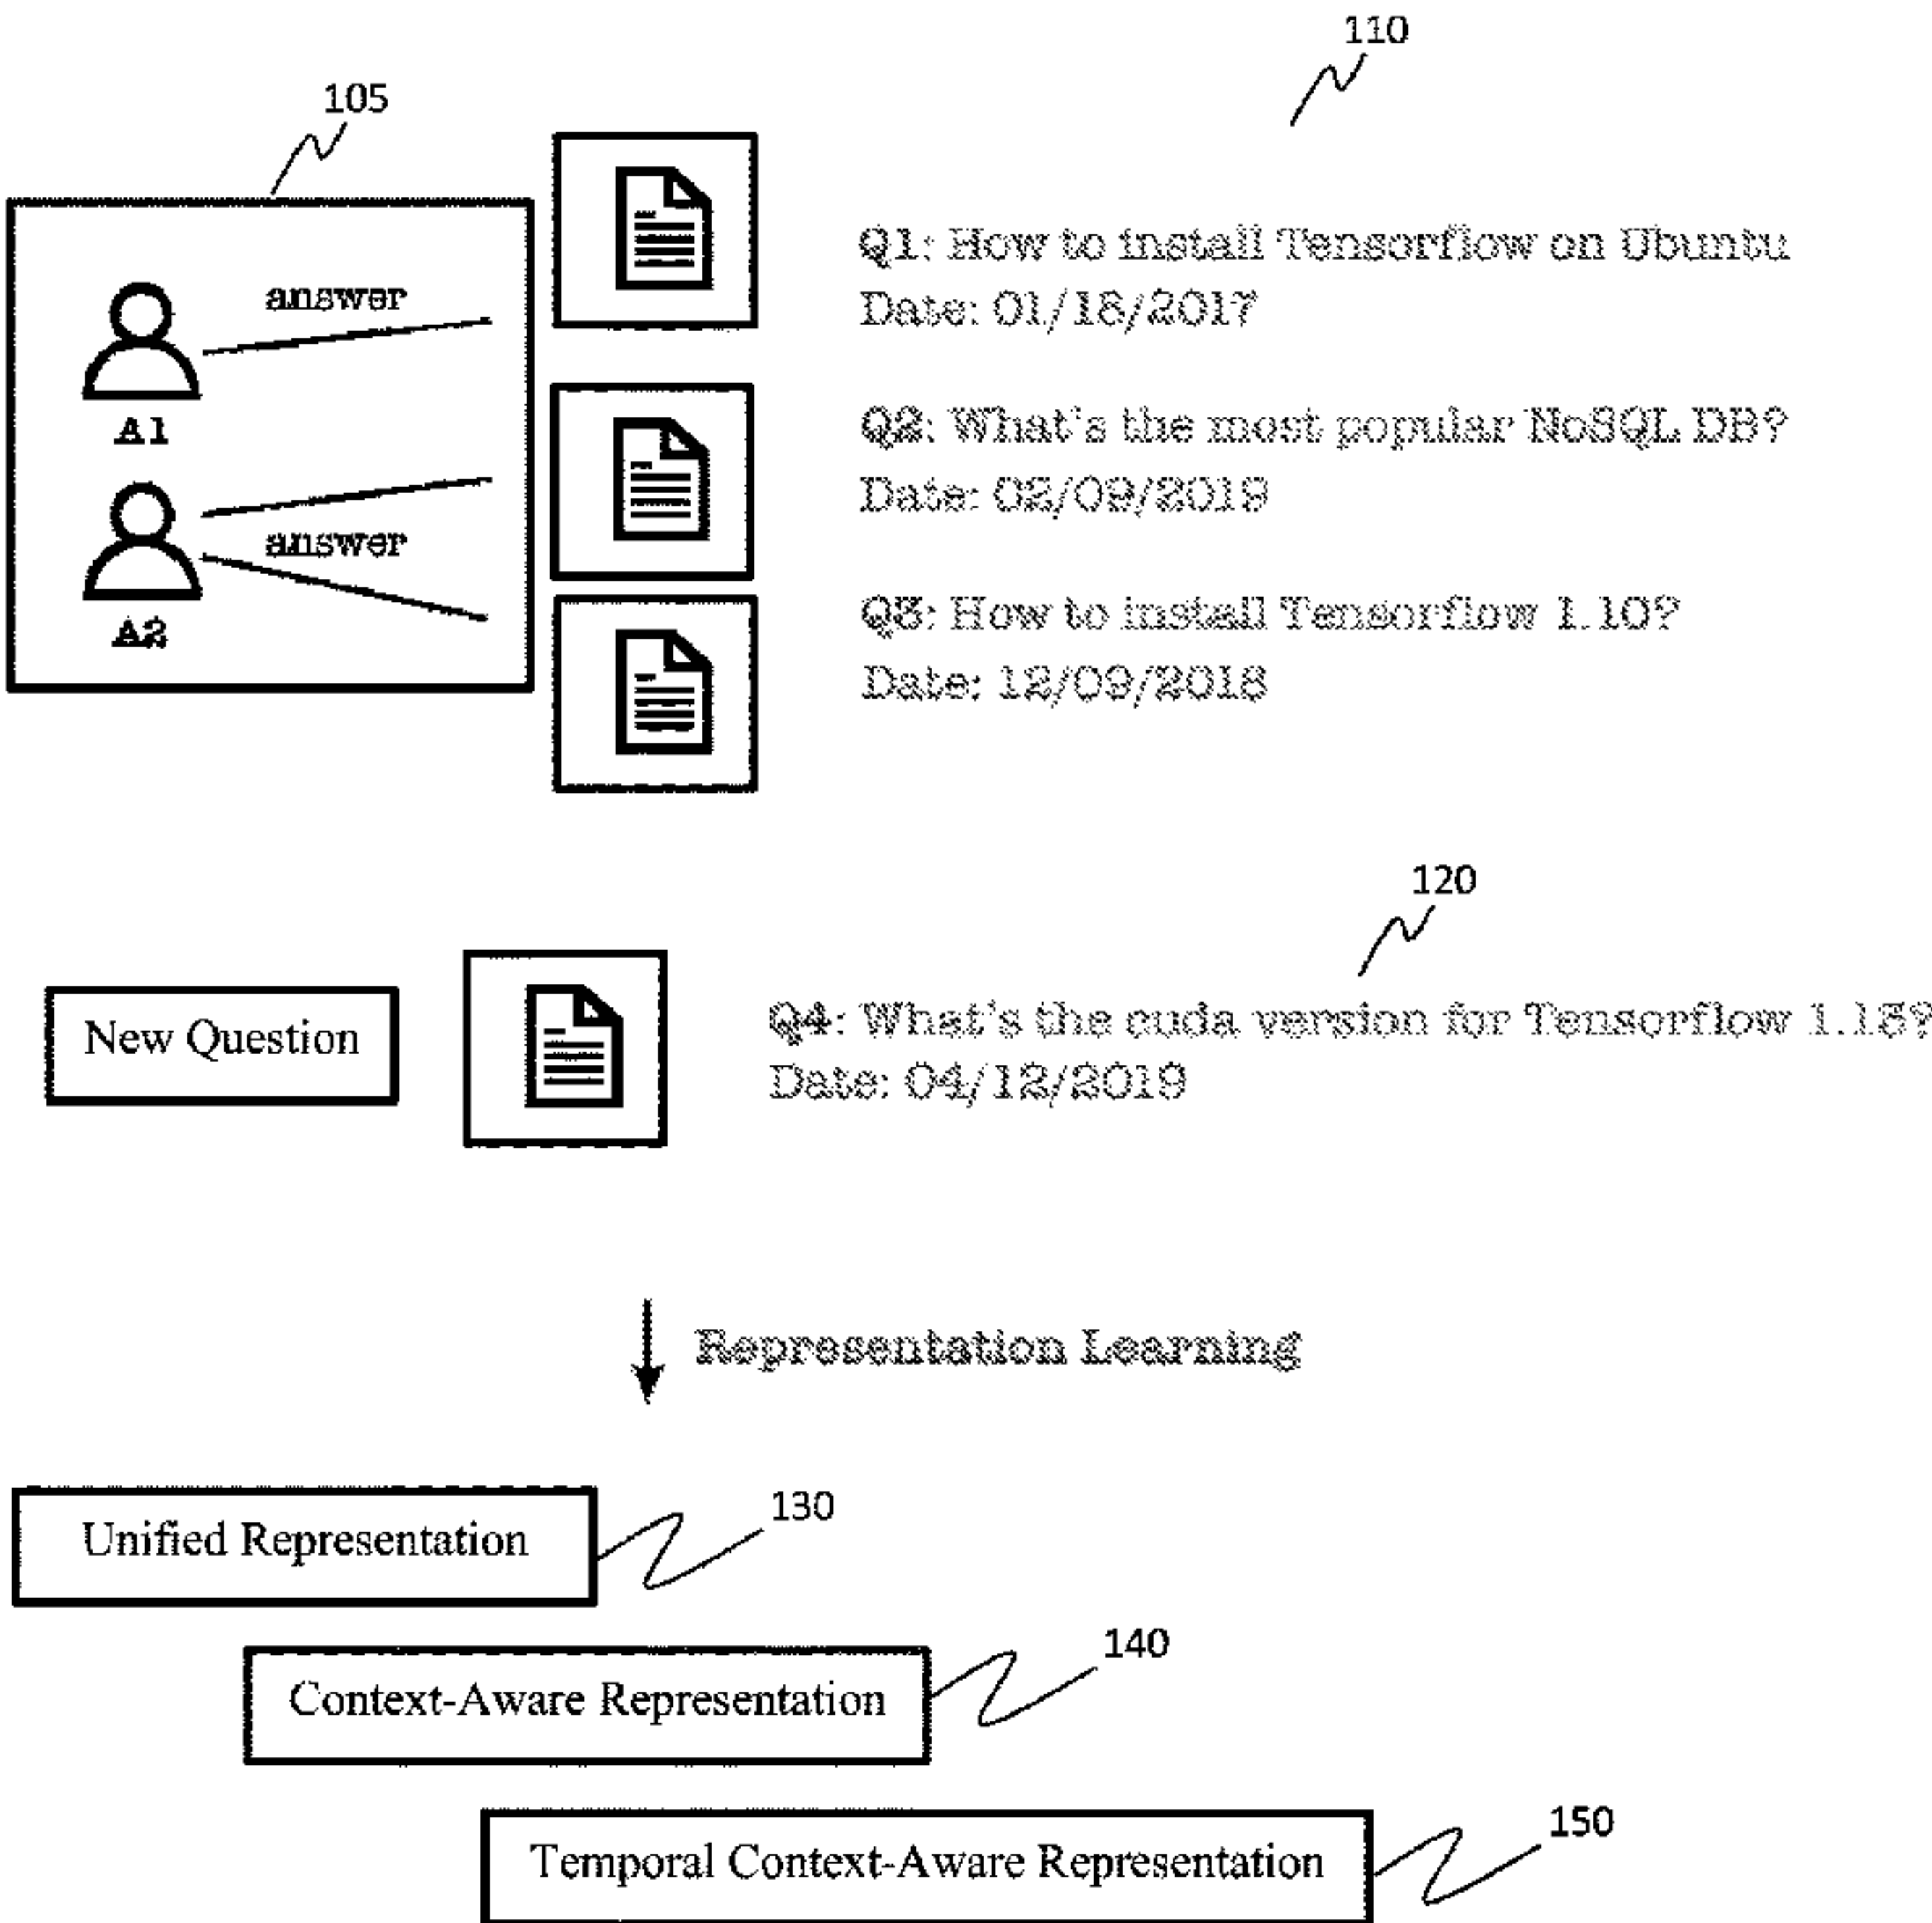 110
105
Q1: How to install Tensorflow on Ubuntu
Date: 01/18/2017
answer
A1
Q2: What's the most popular NoSQL DB?
Date: 02/09/2019
answer
A2
Q3: How to install Tensorflow 1.10?
Date: 12/09/2018
120
New Question
Q4: What's the cuda version for Tensorflow 1.13?
Date: 04/12/2019
Representation Learning
Unified Representation
130
Context-Aware Representation
140
Temporal Context-Aware Representation
150